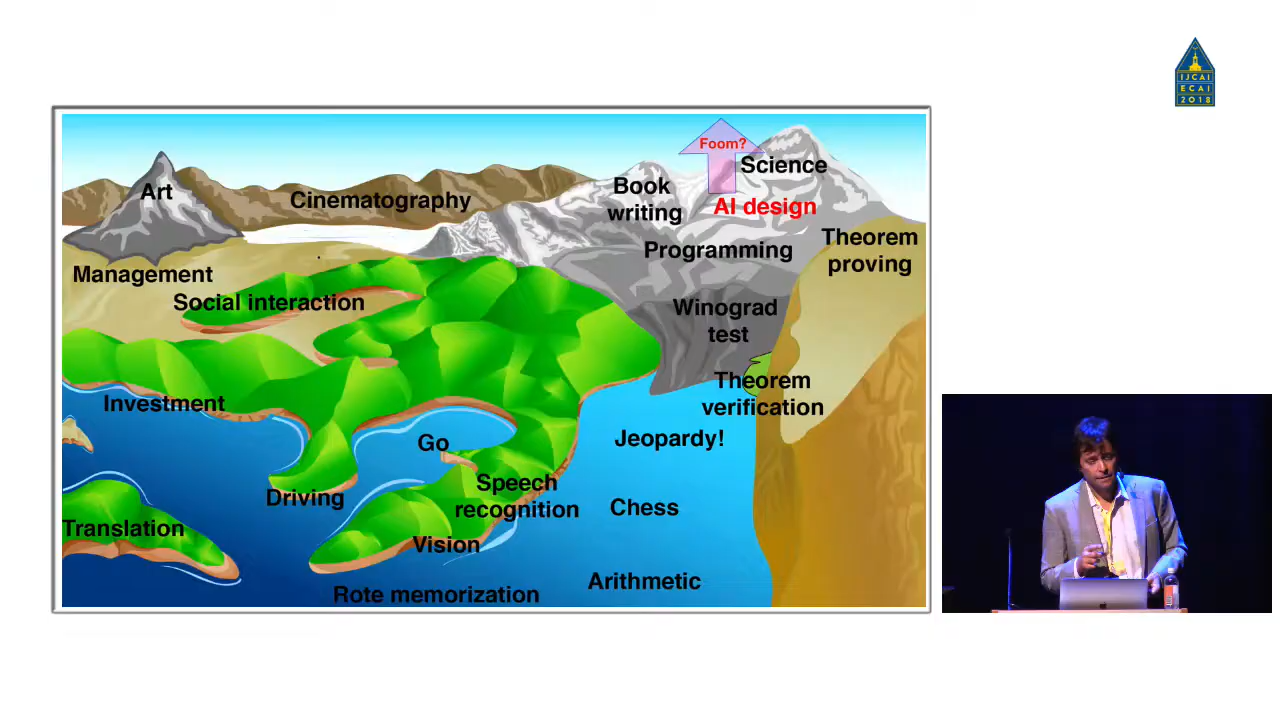 IJCAI
ECAI
2018
Foom?
Science
Art
Book
writing
Cinematography
AI design
Programming
Theorem
proving
Management
Social interaction
Winograd
test
Theorem
verification
Investment
Go
Jeopardy!
Speech
recognition
Driving
Chess
Translation
Vision
Arithmetic
Rote memorization